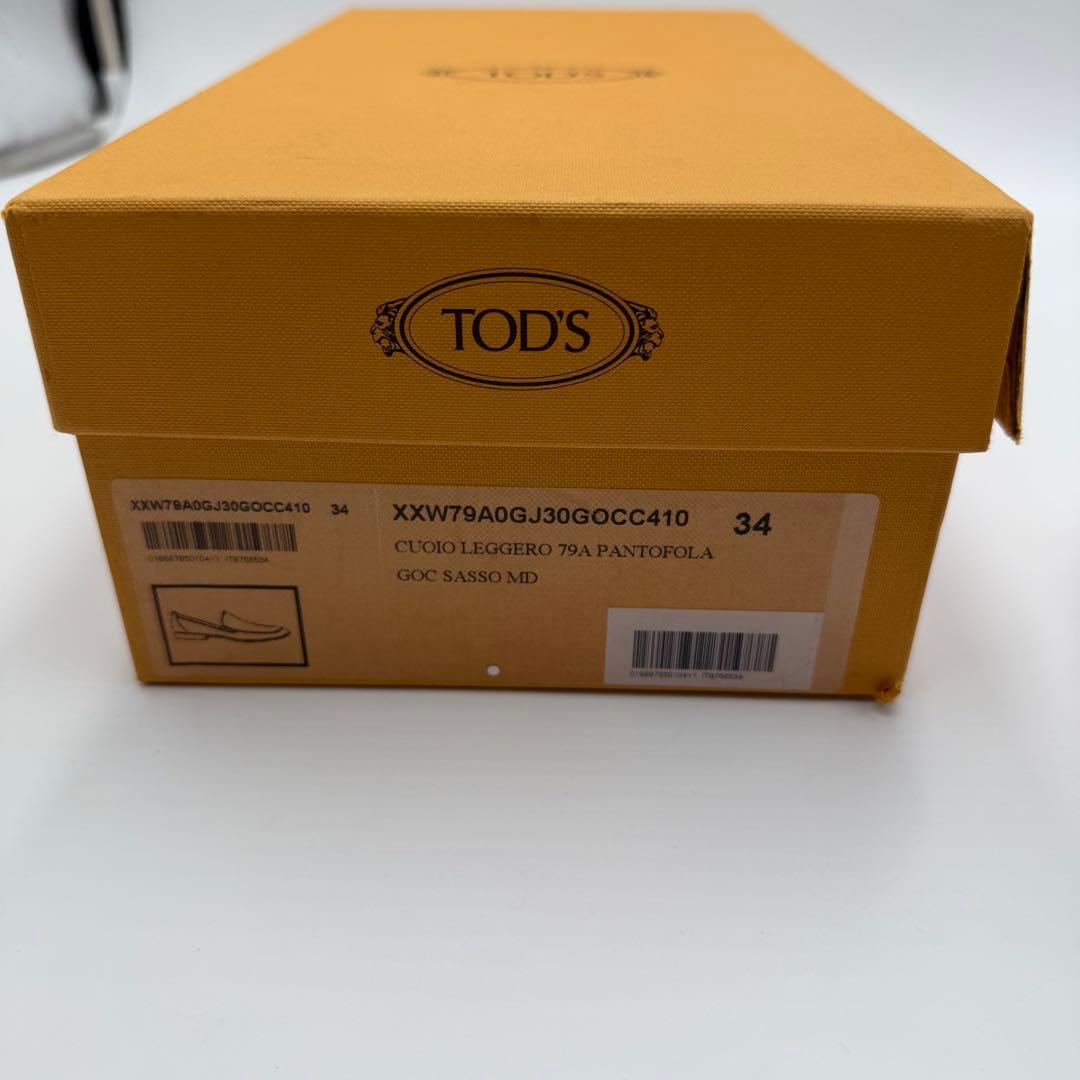 TOD'S
TOD'S
XXW79A0GJ30GOCC410 34
XXW79A0GJ30GOCC410 34
CUOIO LEGGERO 79A PANTOFOLA
GOC SASSO MD